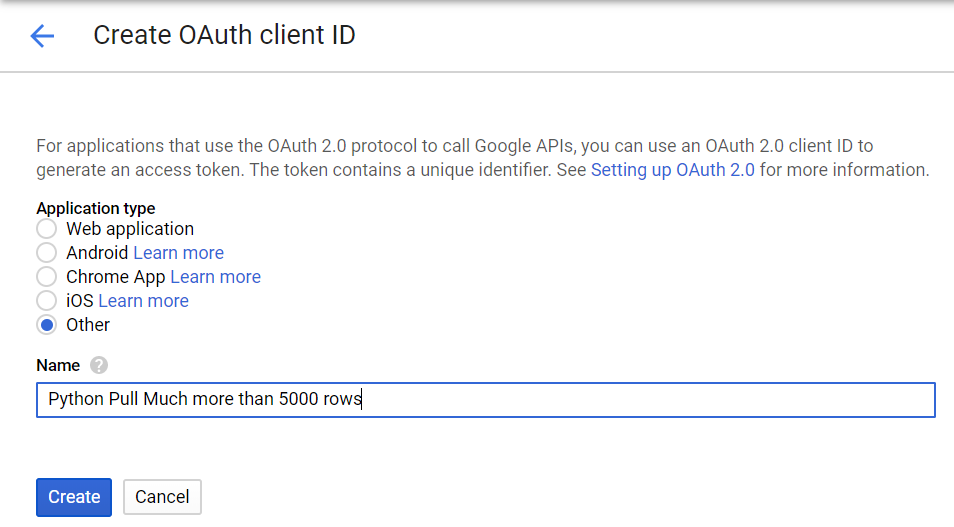 Create OAuth client ID
For applications that use the OAuth 2.0 protocol to call Google APIs, you can use an OAuth 2.0 client ID to
generate an access token. The token contains a unique identifier. See Setting up OAuth 2.0 for more information.
Application type
Web application
Android Learn more
Chrome App Learn more
iOS Learn more
Other
Name ?
Python Pull Much more than 5000 rows
Create Cancel